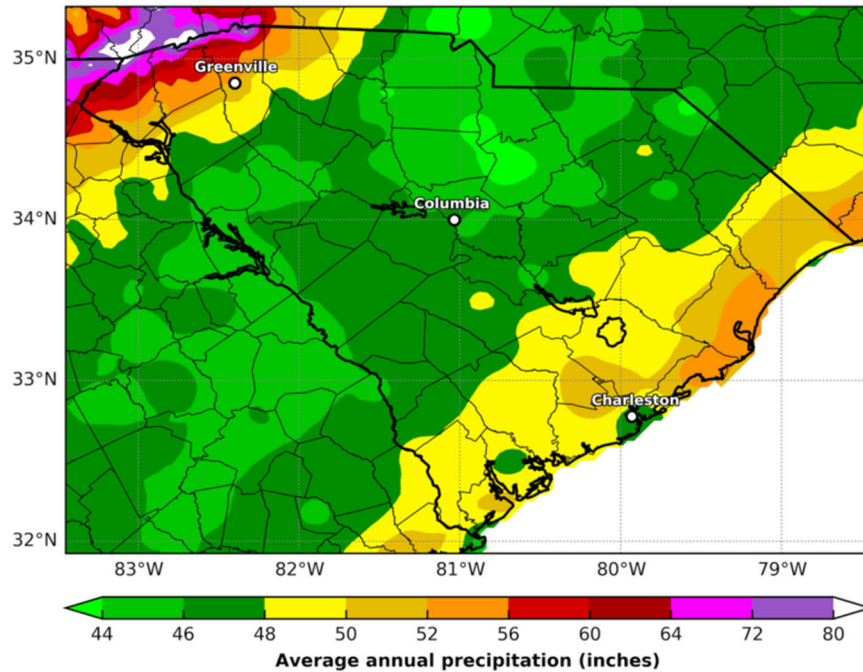 35°N
Greenville
34°N
Columbia
33°N
Charleston
32°N
83°W 82°W 81°W 80°W 79°W
44 46 48 50 52 56 60 64 72 80
Average annual precipitation (inches)